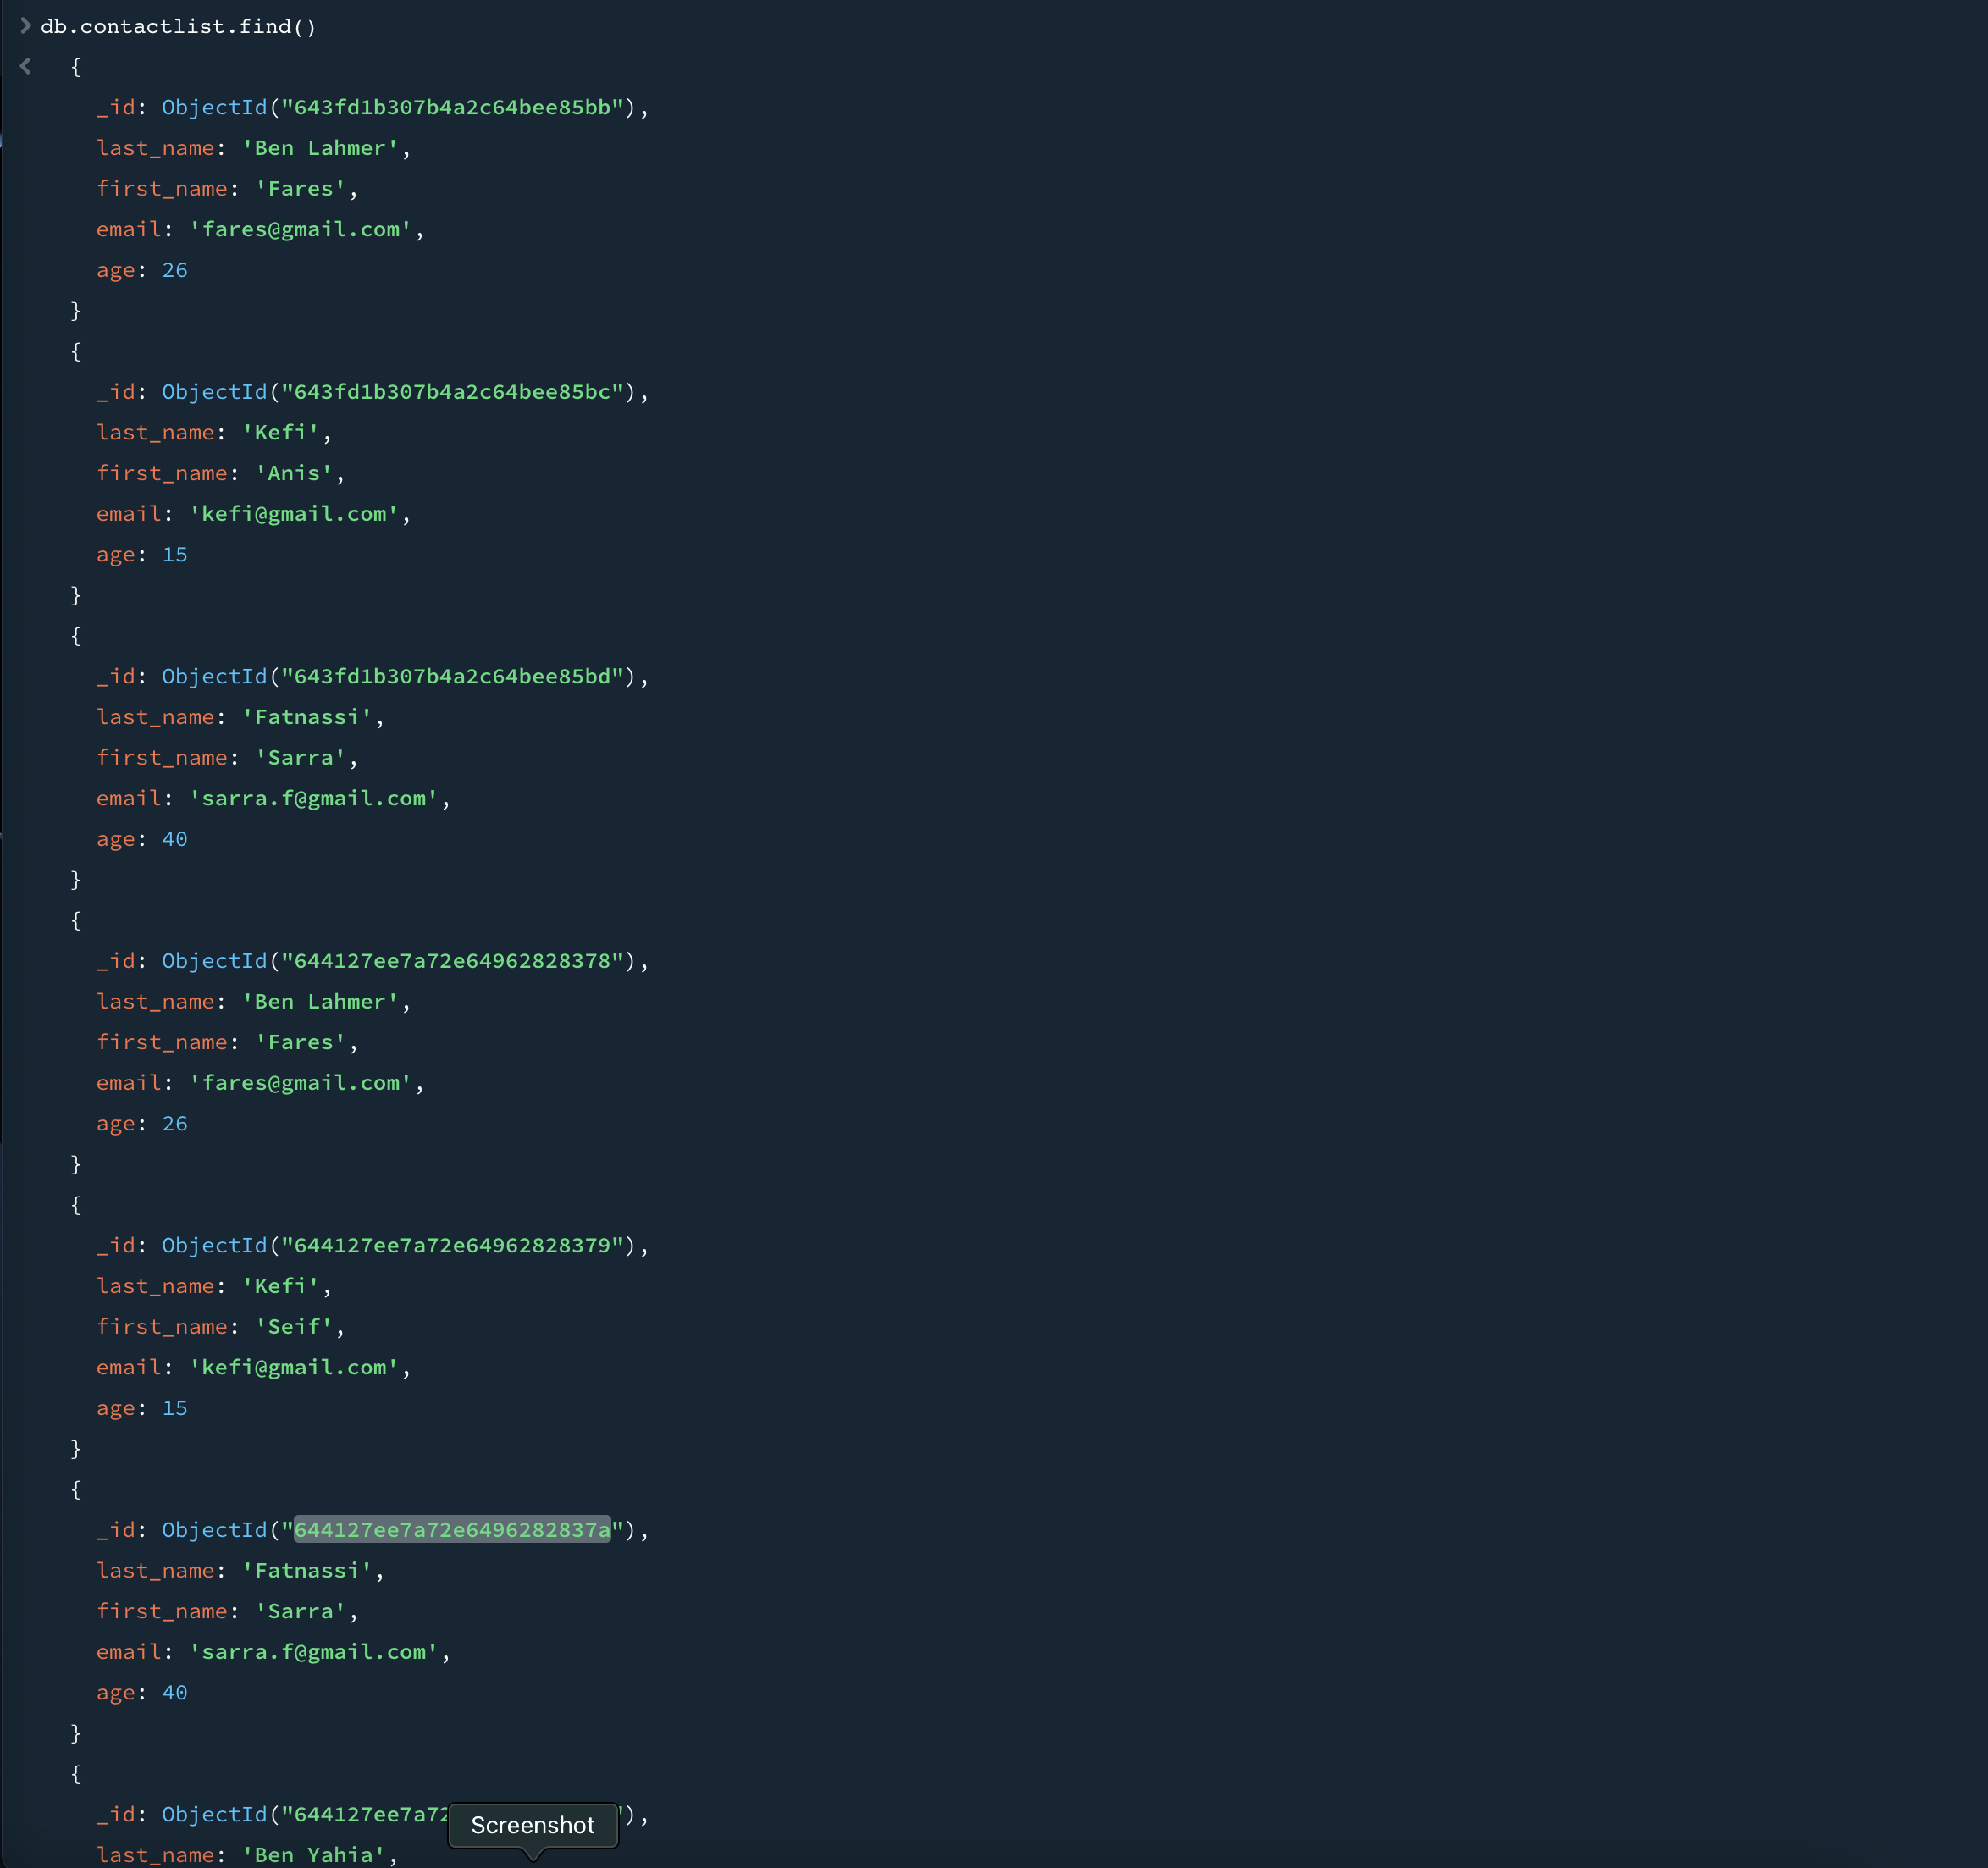 db.contactlist.find()
{
_id: ObjectId("643fd1b307b4a2c64bee85bb"),
last_name: 'Ben Lahmer',
first_name: 'Fares',
email: 'fares@gmail.com',
age: 26
}
{
_id: ObjectId("643fd1b307b4a2c64bee85bc"),
last_name: 'Kefi',
first_name: 'Anis',
email: 'kefi@gmail.com',
age: 15
}
{
_id: ObjectId("643fd1b307b4a2c64bee85bd"),
last_name: 'Fatnassi',
first_name: 'Sarra',
email: 'sarra.f@gmail.com',
age: 40
}
{
_id: ObjectId("644127ee7a72e64962828378"),
last_name: 'Ben Lahmer',
first_name: 'Fares',
email: 'fares@gmail.com',
age: 26
}
{
_id: ObjectId("644127ee7a72e64962828379"),
last_name: 'Kefi',
first_name: 'Seif',
email: 'kefi@gmail.com',
age: 15
}
{
_id: ObjectId("644127ee7a72e6496282837a"),
last_name: 'Fatnassi',
first_name: 'Sarra',
email: 'sarra.f@gmail.com',
age: 40
}
{
_id: ObjectId("644127ee7a72"),
Screenshot
last_name: 'Ben Yahia',